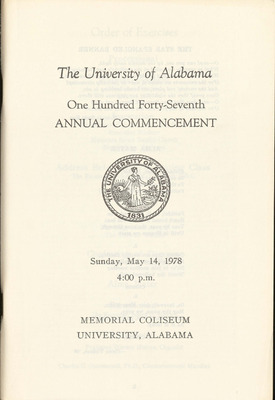 The University of Alabama
One Hundred Forty-Seventh
ANNUAL COMMENCEMENT
THE UNIVERSITY OF ALABAMA
1831
Sunday, May 14, 1978
4:00 p.m.
MEMORIAL COLISEUM
UNIVERSITY, ALABAMA